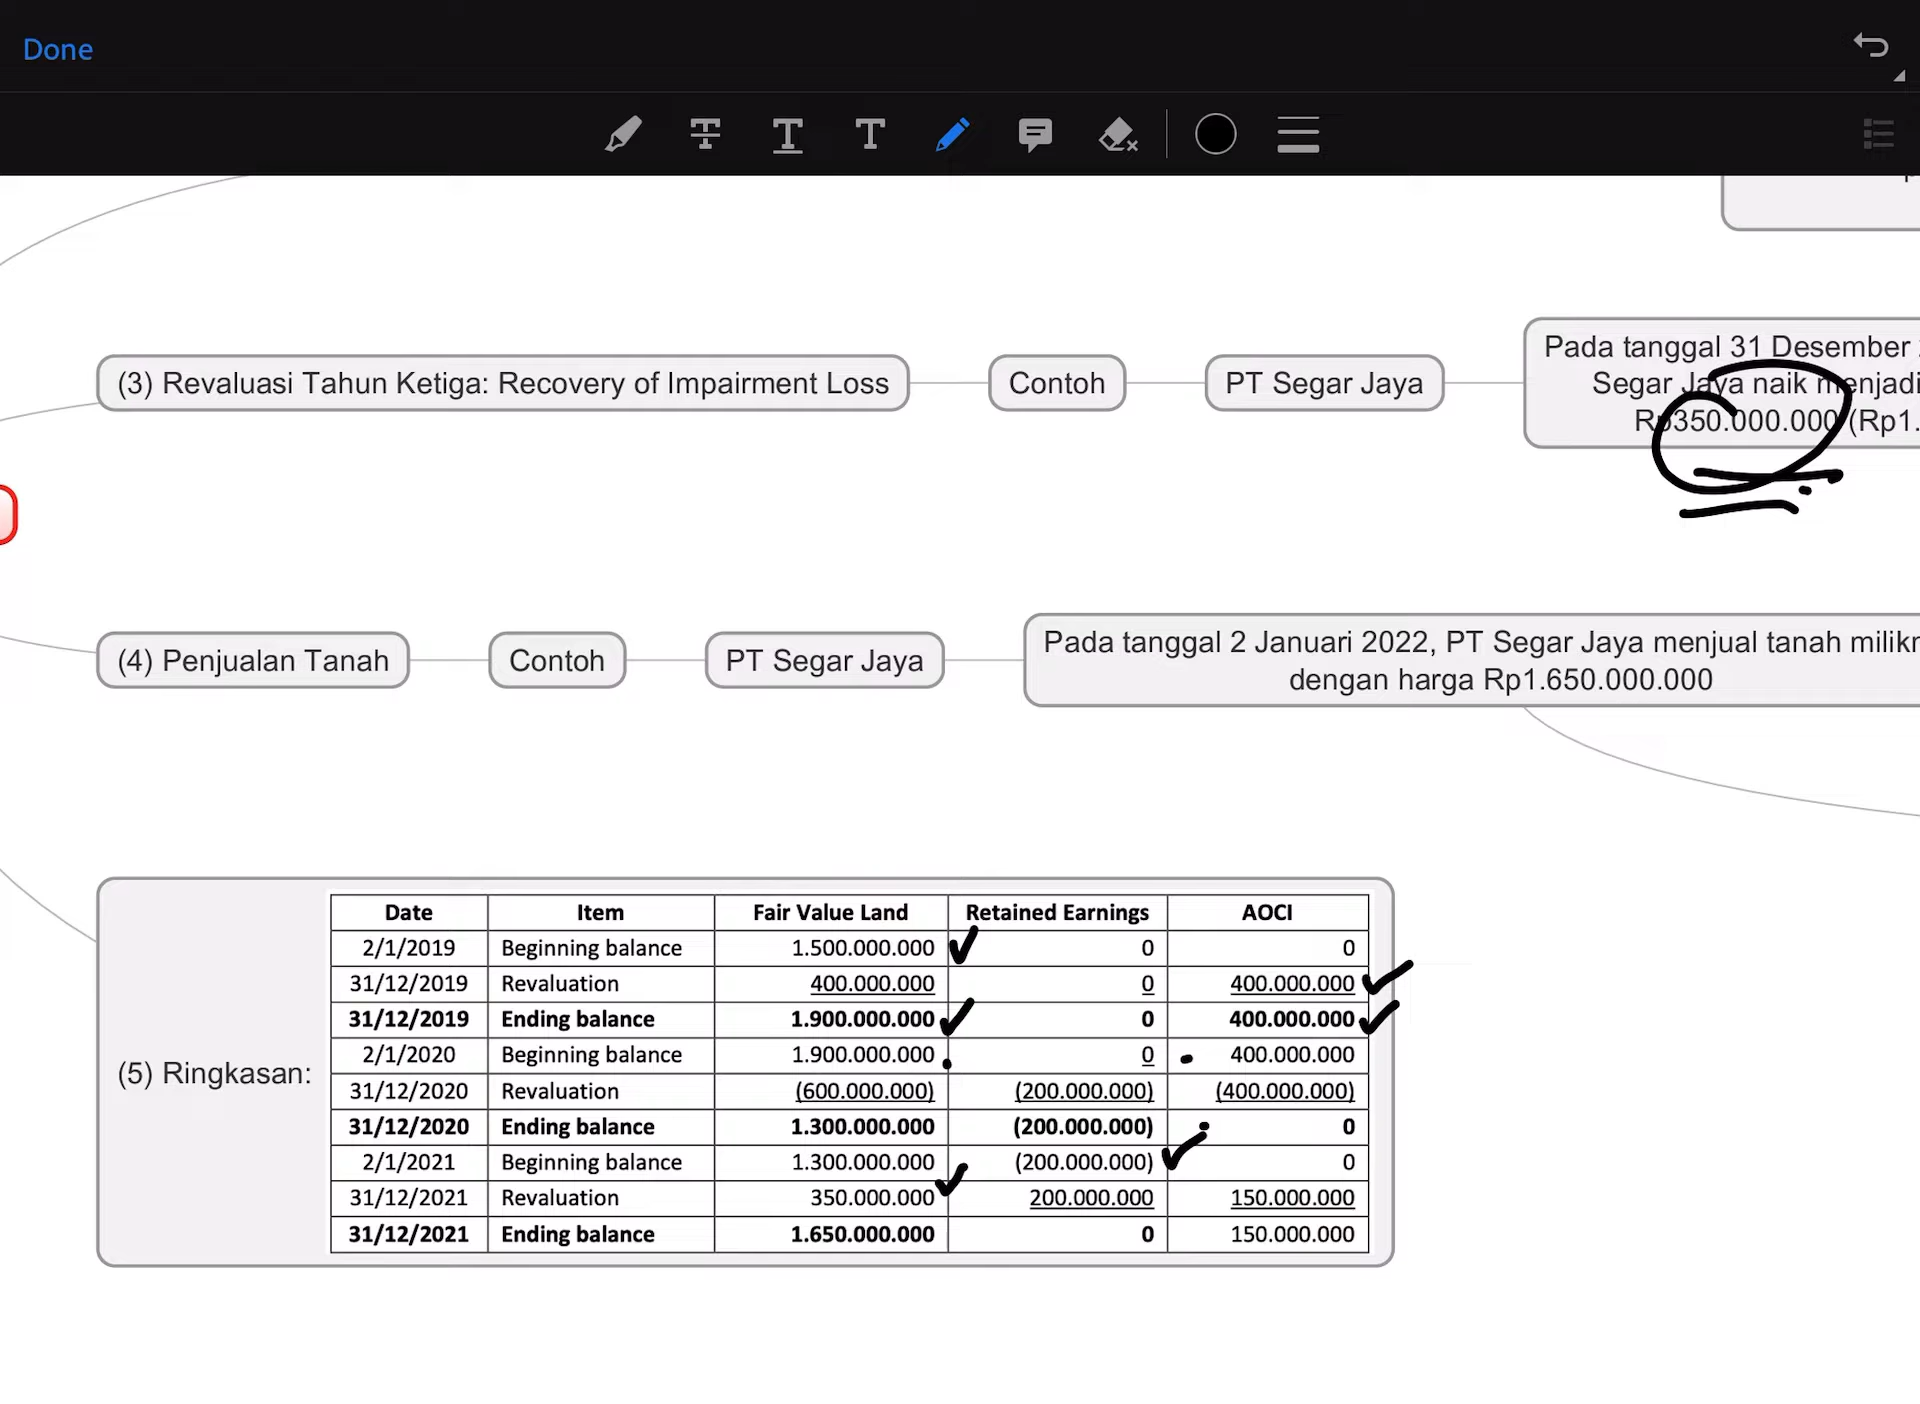 Done
(3) Revaluasi Tahun Ketiga: Recovery of Impairment Loss
Contoh
PT Segar Jaya
Pada tanggal 31 Desember
Segar Jaya naik menjadi
Rp350.000.000 (Rp1.
(4) Penjualan Tanah
Contoh
PT Segar Jaya
Pada tanggal 2 Januari 2022, PT Segar Jaya menjual tanah
dengan harga Rp1.650.000.000
(5) Ringkasan:
Date Item Fair Value Land Retained Earnings AOCI
2/1/2019 Beginning balance 1.500.000.000 0 0
31/12/2019 Revaluation 400.000.000 0 400.000.000
31/12/2019 Ending balance 1.900.000.000 0 400.000.000
2/1/2020 Beginning balance 1.900.000.000 0 400.000.000
31/12/2020 Revaluation (600.000.000) (200.000.000) (400.000.000)
31/12/2020 Ending balance 1.300.000.000 (200.000.000) 0
2/1/2021 Beginning balance 1.300.000.000 (200.000.000) 0
31/12/2021 Revaluation 350.000.000 200.000.000 150.000.000
31/12/2021 Ending balance 1.650.000.000 0 150.000.000